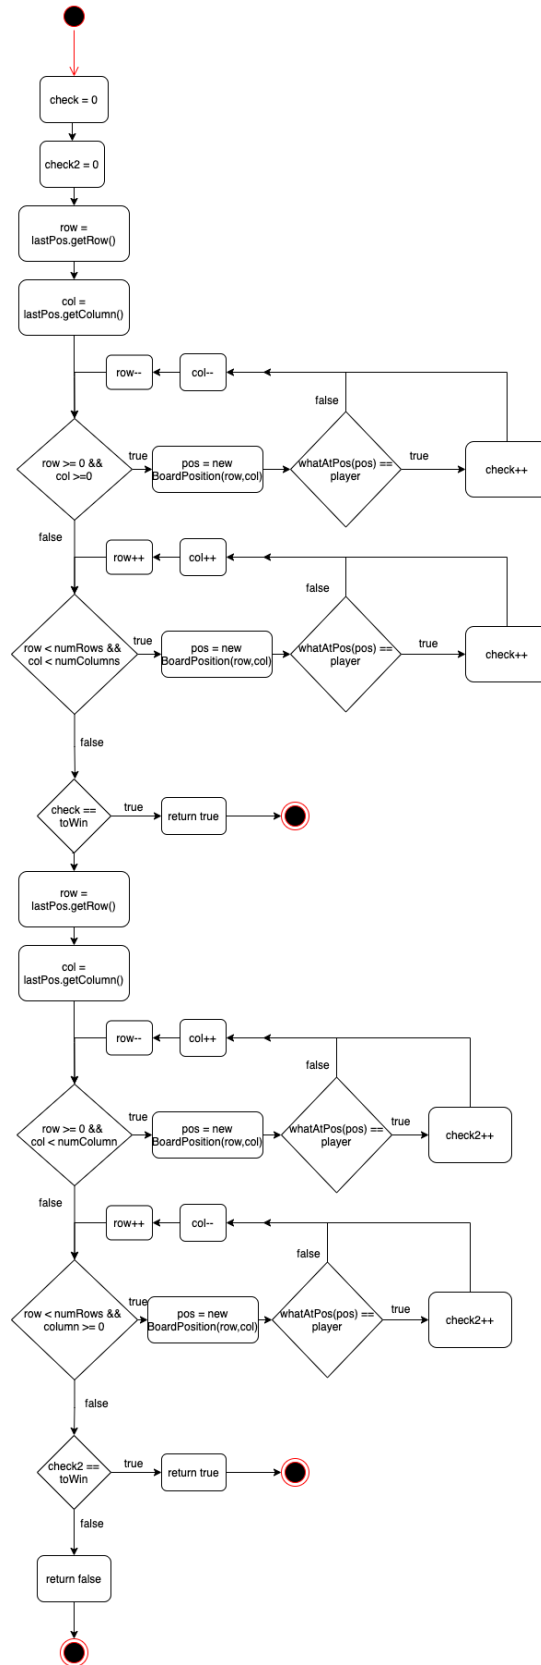 check = 0
check2 = 0
row =
lastPos.getRow()
col =
lastPos.getColumn()
row--
col--
false
row >= 0 &&
col >=0
true
pos = new
BoardPosition(row,col)
whatAtPos(pos) ==
player
true
check++
false
row++
col++
false
row < numRows &&
col < numColumns
true
pos = new
BoardPosition(row,col)
whatAtPos(pos) ==
player
true
check++
false
check ==
toWin
true
return true
row =
lastPos.getRow()
col =
lastPos.getColumn()
row--
col++
false
row >= 0 &&
col < numColumn
true
pos = new
BoardPosition(row,col)
whatAtPos(pos) ==
player
true
check2++
false
row++
col--
false
row < numRows &&
column >= 0
true
pos = new
BoardPosition(row,col)
whatAtPos(pos) ==
player
true
check2++
false
check2 ==
toWin
true
return true
false
return false